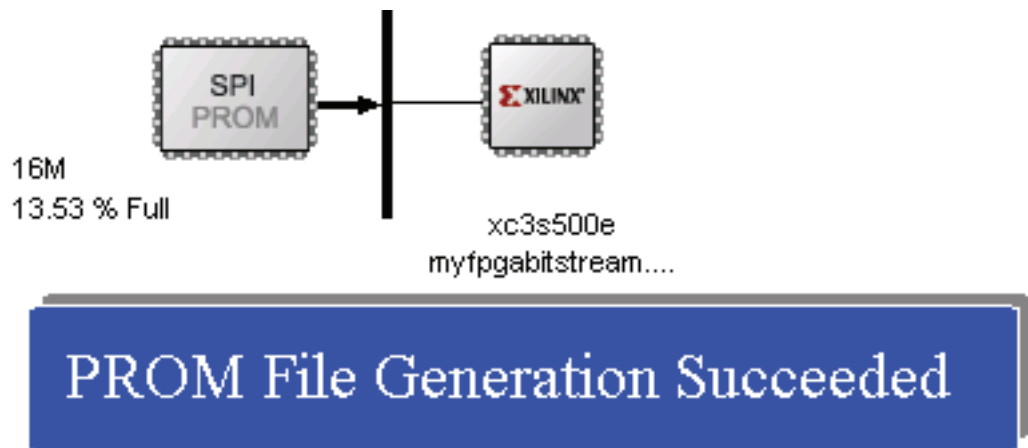 SPI
PROM
XILINX
16M
13.53 % Full
xc3s500e
myfpgabitstream....
PROM File Generation Succeeded